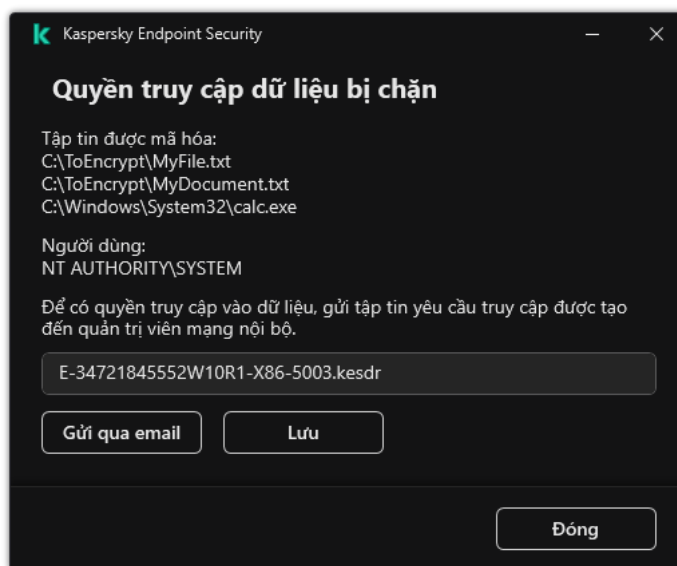 Kaspersky Endpoint Security
Quyền truy cập dữ liệu bị chặn
Tập tin được mã hóa:
C:\ToEncrypt\MyFile.txt
C:\ToEncrypt\MyDocument.txt
C:\Windows\System32\calc.exe
Người dùng:
NT AUTHORITY\SYSTEM
Để có quyền truy cập vào dữ liệu, gửi tập tin yêu cầu truy cập được tạo
đến quản trị viên mạng nội bộ.
E-34721845552W10R1-X86-5003.kesdr
Gửi qua email
Lưu
Đóng